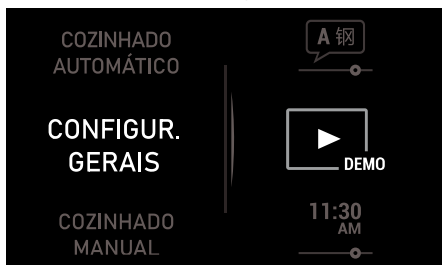 COZINHADO
AUTOMÁTICO
CONFIGUR.
GERAIS
COZINHADO
MANUAL
A 钢
DEMO
11:30
AM